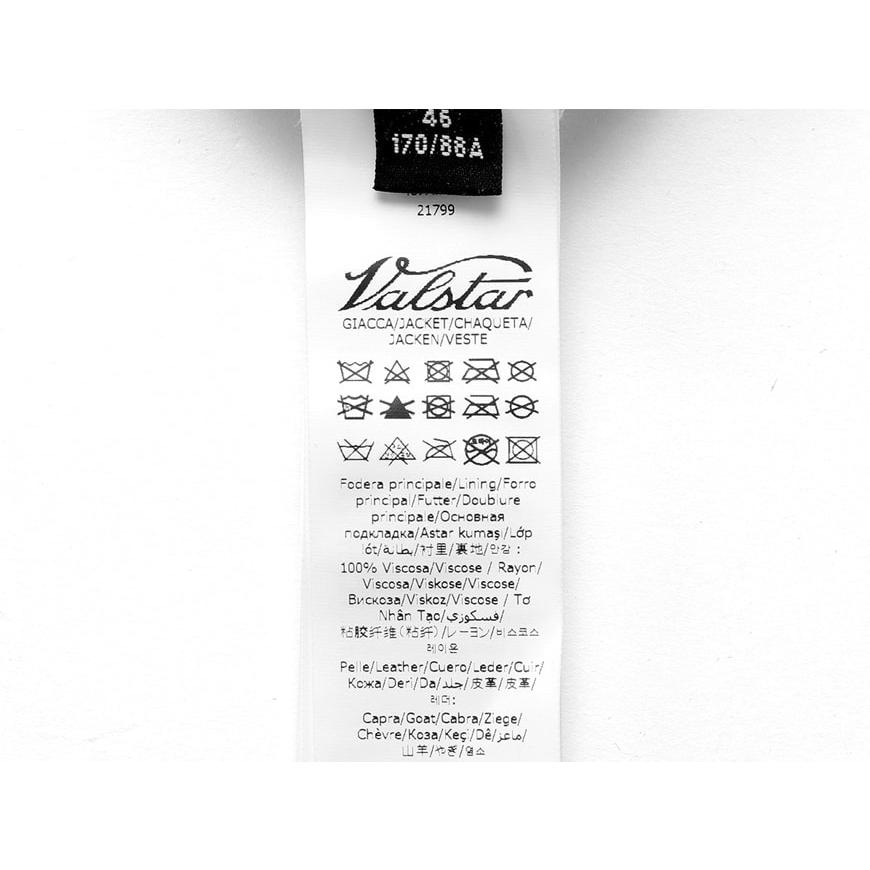 46
170/88A
21799
Valstar
GIACCA/JACKET/CHAQUETA/
JACKEN/VESTE
드라이
Fodera principale/Lining/Forro
principal/Futter/Doublure
principale/Основная
подкладка/Astar kumaşı/Lớp
lót/بطانة/衬里/裏地/안감 :
100% Viscosa/Viscose / Rayon/
Viscosa/Viskose/Viscose/
Вискоза/Viskoz/Viscose / Tơ
Nhân Tạo/فسكوزي/
粘胶纤维(粘纤)/レーヨン/비스코스
레이온
Pelle/Leather/Cuero/Leder/Cuir/
Кожа/Deri/Da/جلد/皮革/皮革/
레더:
Capra/Goat/Cabra/Ziege/
Chèvre/Коза/Keçi/Dê/ماعز/
山羊/やぎ/염소